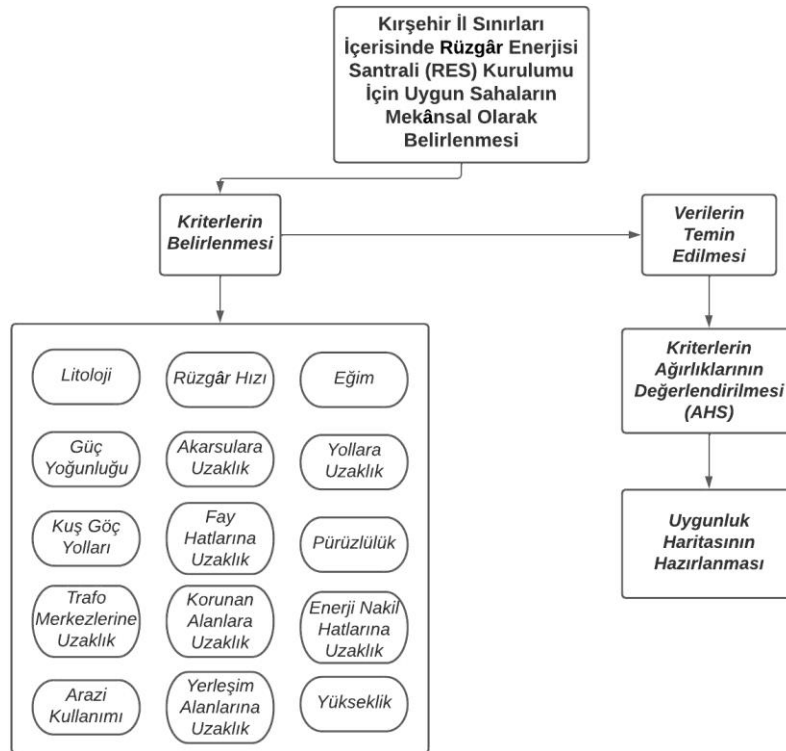 Kırşehir İl Sınırları
İçerisinde Rüzgâr Enerjisi
Santrali (RES) Kurulumu
İçin Uygun Sahaların
Mekânsal Olarak
Belirlenmesi
Kriterlerin
Belirlenmesi
Verilerin
Temin
Edilmesi
Litoloji
Rüzgâr Hızı
Eğim
Güç
Yoğunluğu
Akarsulara
Uzaklık
Yollara
Uzaklık
Kuş Göç
Yolları
Fay
Hatlarına
Uzaklık
Pürüzlülük
Trafo
Merkezlerine
Uzaklık
Korunan
Alanlara
Uzaklık
Enerji Nakil
Hatlarına
Uzaklık
Arazi
Kullanımı
Yerleşim
Alanlarına
Uzaklık
Yükseklik
Kriterlerin
Ağırlıklarının
Değerlendirilmesi
(AHS)
Uygunluk
Haritasının
Hazırlanması